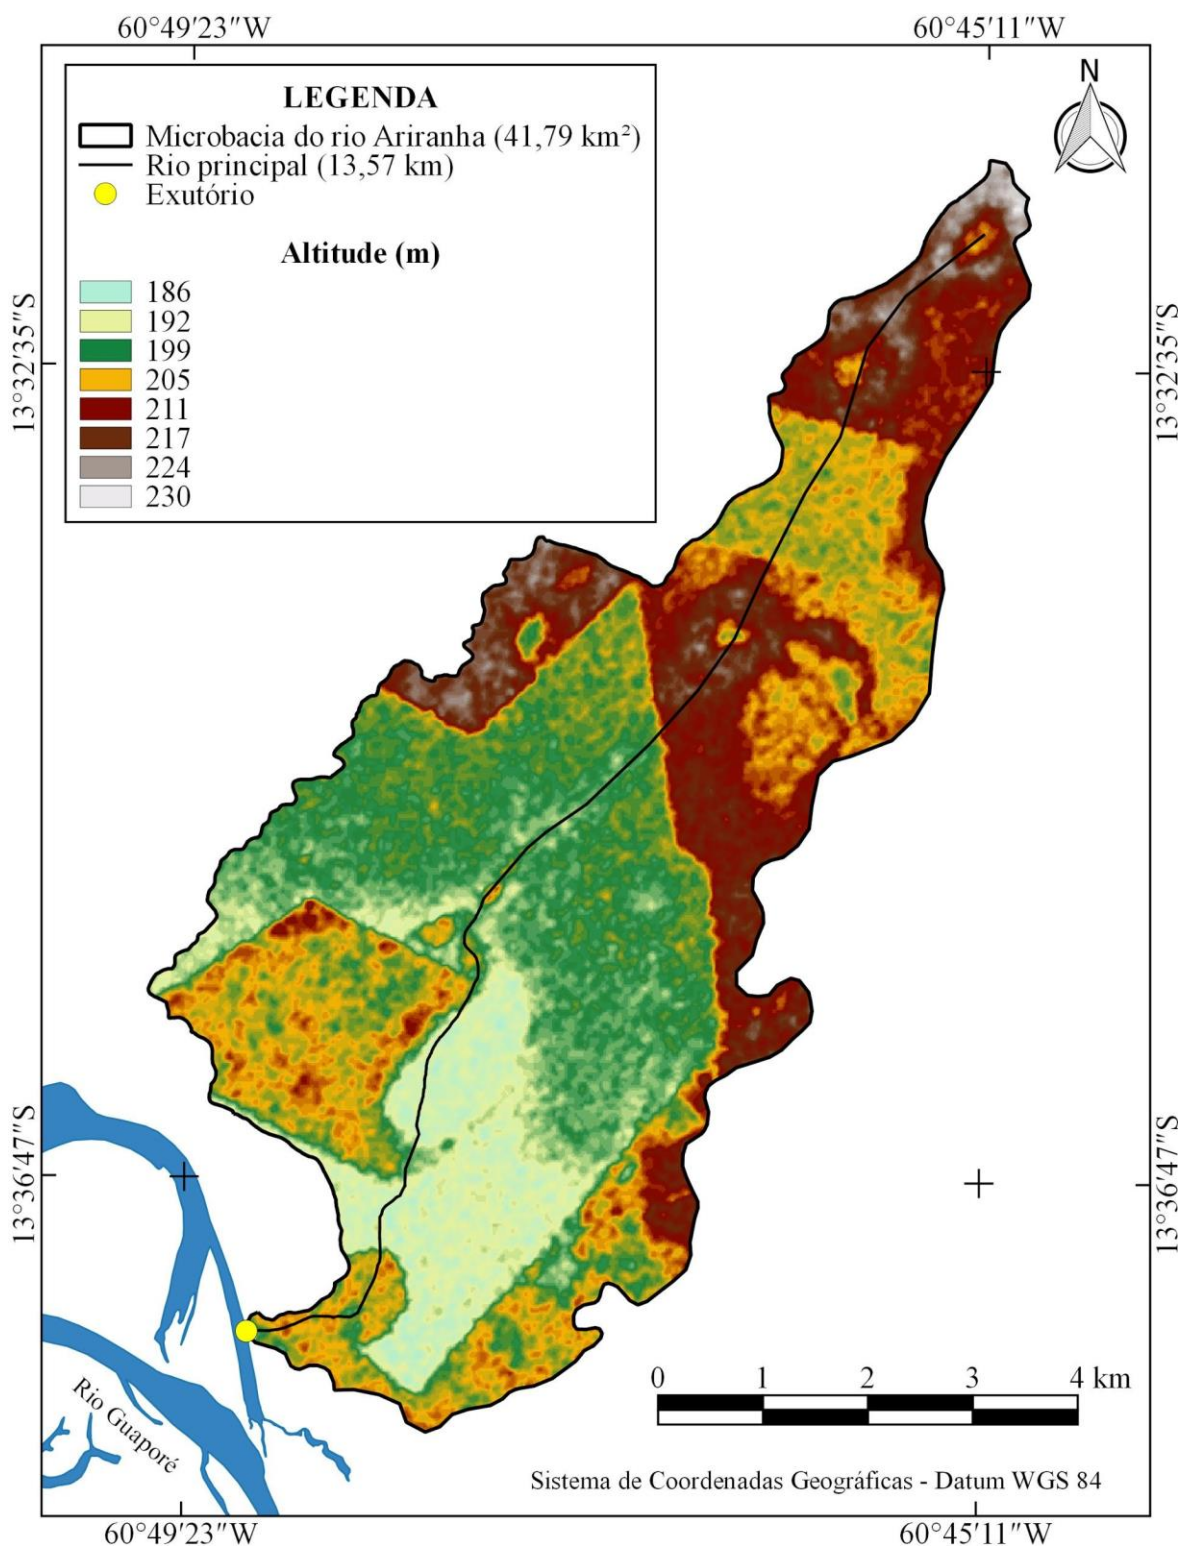 60°49′23″W 60°45′11″W
LEGENDA
N
Microbacia do rio Ariranha (41,79 km²)
Rio principal (13,57 km)
Exutório
Altitude (m)
186
192
199
205
211
217
224
230
13°32′35″S
13°32′35″S
13°36′47″S
13°36′47″S
0 1 2 3 4 km
Rio Guaporé
Sistema de Coordenadas Geográficas - Datum WGS 84
60°49′23″W 60°45′11″W